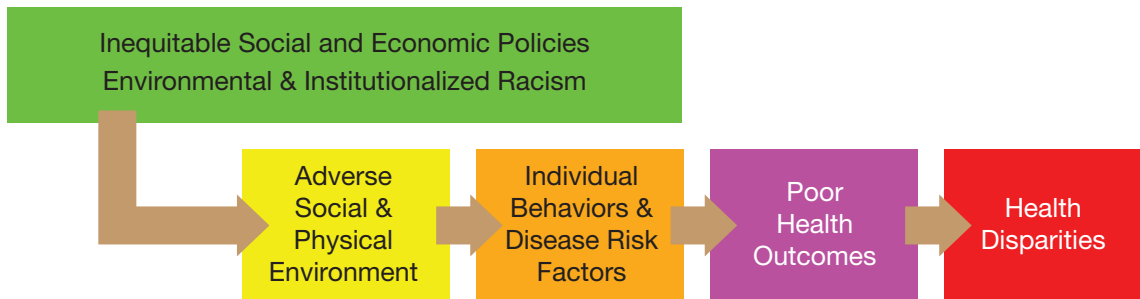 Inequitable Social and Economic Policies
Environmental & Institutionalized Racism
Adverse
Social &
Physical
Environment
Individual
Behaviors &
Disease Risk
Factors
Poor
Health
Outcomes
Health
Disparities